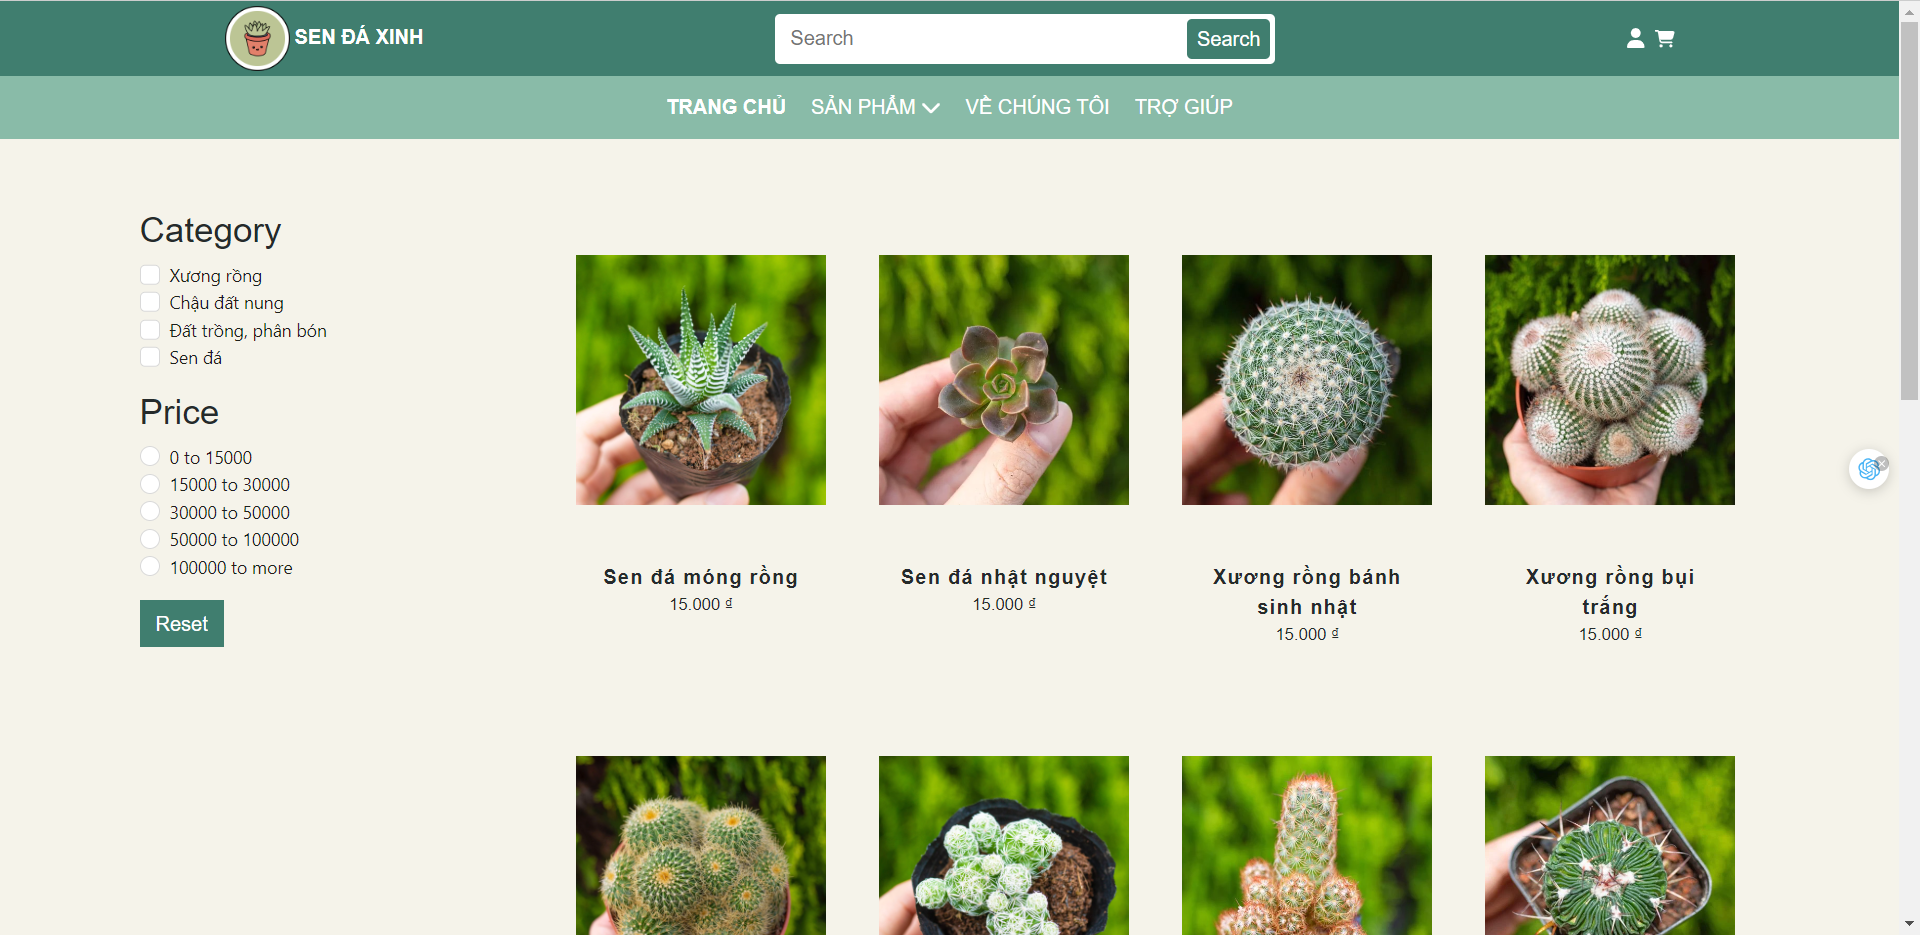 SEN ĐÁ XINH
Search
Search
TRANG CHỦ SẢN PHẨM VỀ CHÚNG TÔI TRỢ GIÚP
Category
Xương rồng
Chậu đất nung
Đất trồng, phân bón
Sen đá
Price
0 to 15000
15000 to 30000
30000 to 50000
50000 to 100000
100000 to more
Reset
Sen đá móng rồng
15.000 ₫
Sen đá nhật nguyệt
15.000 ₫
Xương rồng bánh
sinh nhật
15.000 ₫
Xương rồng bụi
trắng
15.000 ₫